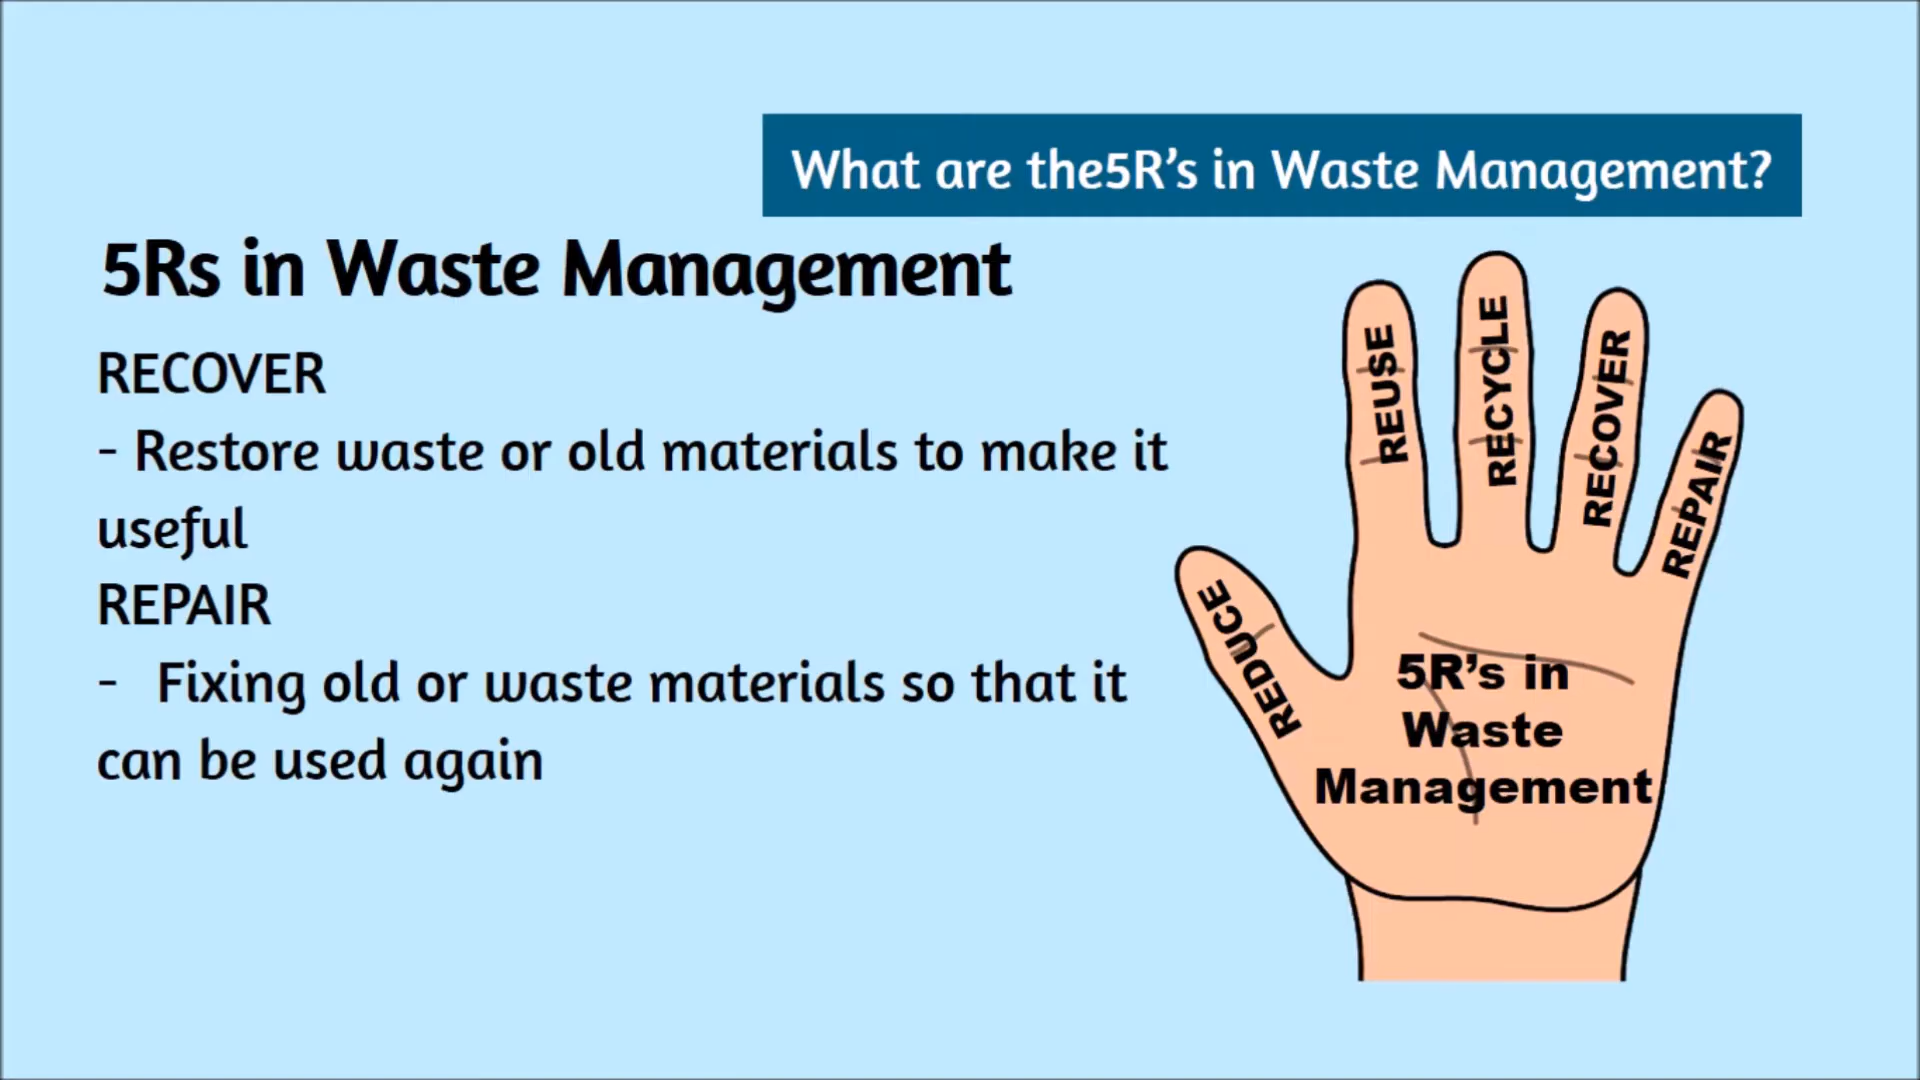 What are the5R's in Waste Management?
5Rs in Waste Management
RECOVER
- Restore waste or old materials to make it
useful
REPAIR
- Fixing old or waste materials so that it
can be used again
REDUCE
REUSE
RECYCLE
RECOVER
REPAIR
5R's in
Waste
Management